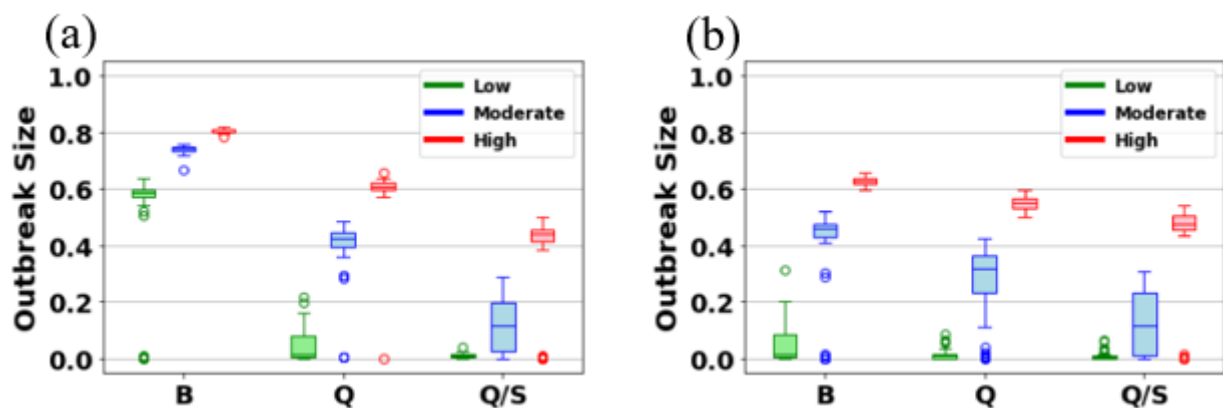 (a)
Outbreak Size
1.0
0.8
0.6
0.4
0.2
0.0
Low
Moderate
High
B Q Q/S
(b)
Outbreak Size
1.0
0.8
0.6
0.4
0.2
0.0
Low
Moderate
High
B Q Q/S